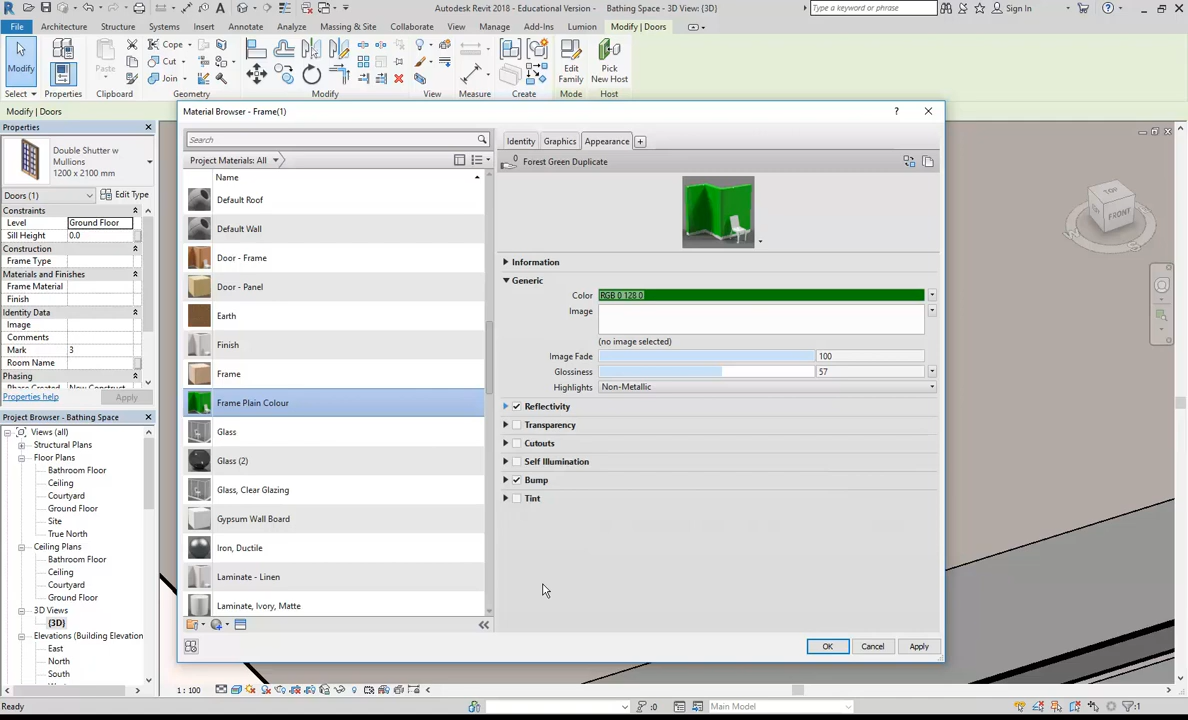 Autodesk Revit 2018 - Educational Version - Bathing Space - 3D View: {3D}
Type a keyword or phrase
Sign In
File Architecture Structure Systems Insert Annotate Analyze Massing & Site Collaborate View Manage Add-Ins Lumion Modify | Doors
Modify
Properties
Paste
Cope
Cut
Join
Edit Family
Pick New Host
Select Properties Clipboard Geometry Modify View Measure Create Mode Host
Modify | Doors
Properties
Double Shutter w Mullions
1200 x 2100 mm
Doors (1) Edit Type
Constraints
Level Ground Floor
Sill Height 0.0
Construction
Frame Type
Materials and Finishes
Frame Material
Finish
Identity Data
Image
Comments
Mark 3
Room Name
Phasing
Phase Created New Construct
Properties help Apply
Project Browser - Bathing Space
Views (all)
Structural Plans
Floor Plans
Bathroom Floor
Ceiling
Courtyard
Ground Floor
Site
True North
Ceiling Plans
Bathroom Floor
Ceiling
Courtyard
Ground Floor
3D Views
{3D}
Elevations (Building Elevation
East
North
South
Material Browser - Frame(1)
?
Search
Project Materials: All
Name
Default Roof
Default Wall
Door - Frame
Door - Panel
Earth
Finish
Frame
Frame Plain Colour
Glass
Glass (2)
Glass, Clear Glazing
Gypsum Wall Board
Iron, Ductile
Laminate - Linen
Laminate, Ivory, Matte
Identity Graphics Appearance
0 Forest Green Duplicate
Information
Generic
Color RGB 0 128 0
Image
(no image selected)
Image Fade 100
Glossiness 57
Highlights Non-Metallic
Reflectivity
Transparency
Cutouts
Self Illumination
Bump
Tint
OK Cancel Apply
TOP
FRONT
W
S
1 : 100
Ready
:0
Main Model
:1